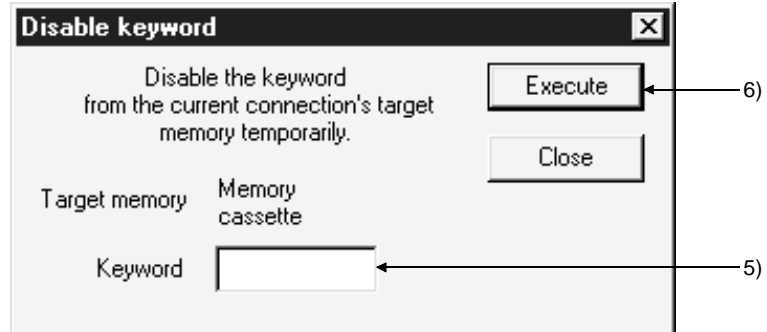 Disable keyword
Disable the keyword
from the current connection's target
memory temporarily.
Execute
6)
Close
Target memory
Memory
cassette
Keyword
5)